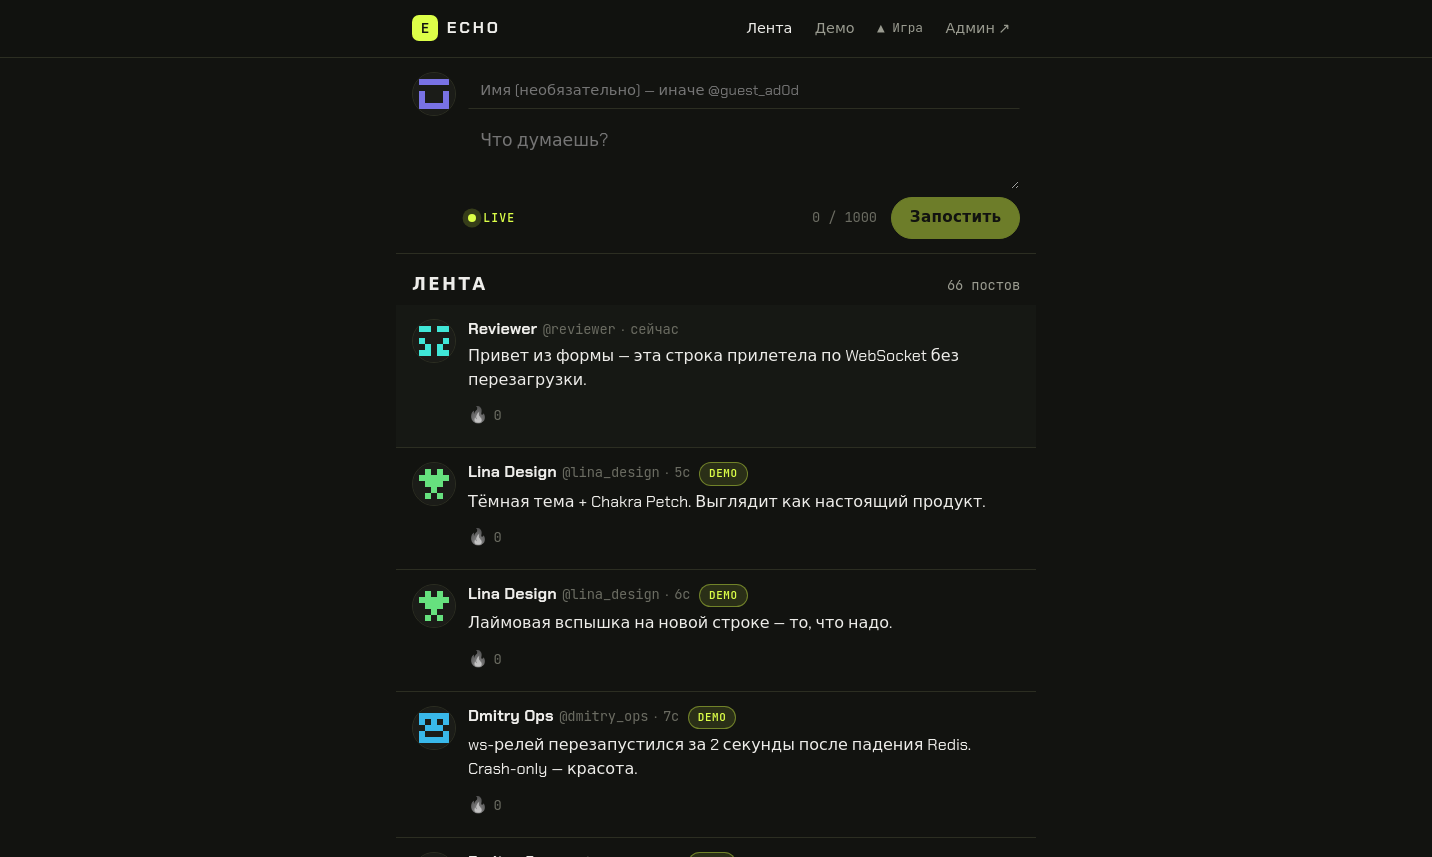 E ECHO
Лента Демо ▲ Игра Админ ↗
Имя (необязательно) — иначе @guest_ad0d
Что думаешь?
LIVE 0 / 1000 Запостить
ЛЕНТА 66 постов
Reviewer @reviewer · сейчас
Привет из формы — эта строка прилетела по WebSocket без
перезагрузки.
0
Lina Design @lina_design · 5с DEMO
Тёмная тема + Chakra Petch. Выглядит как настоящий продукт.
0
Lina Design @lina_design · 6с DEMO
Лаймовая вспышка на новой строке — то, что надо.
0
Dmitry Ops @dmitry_ops · 7с DEMO
ws-релей перезапустился за 2 секунды после падения Redis.
Crash-only — красота.
0